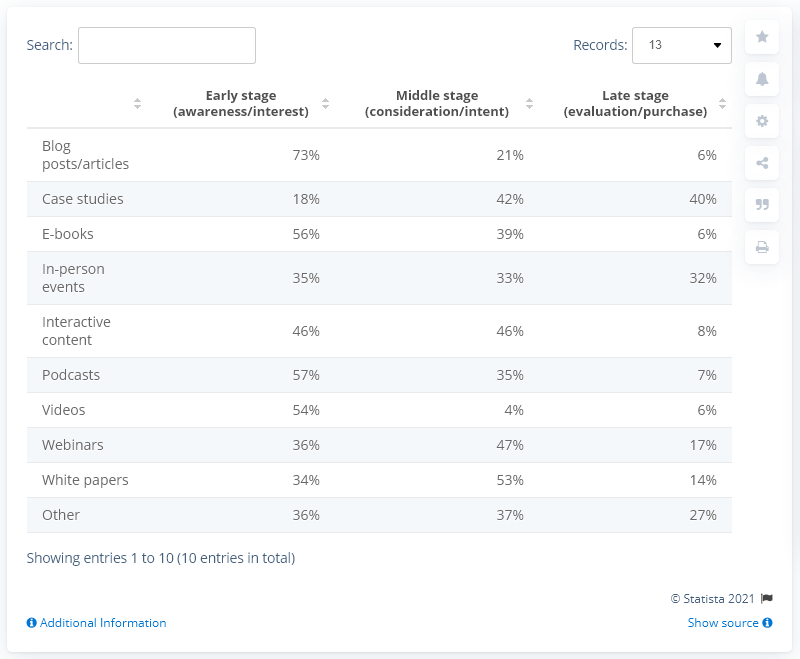 Search:
Records: 13
Early stage (awareness/interest) Middle stage (consideration/intent) Late stage (evaluation/purchase)
Blog posts/articles 73% 21% 6%
Case studies 18% 42% 40%
E-books 56% 39% 6%
In-person events 35% 33% 32%
Interactive content 46% 46% 8%
Podcasts 57% 35% 7%
Videos 54% 4% 6%
Webinars 36% 47% 17%
White papers 34% 53% 14%
Other 36% 37% 27%
Showing entries 1 to 10 (10 entries in total)
© Statista 2021
Additional Information
Show source